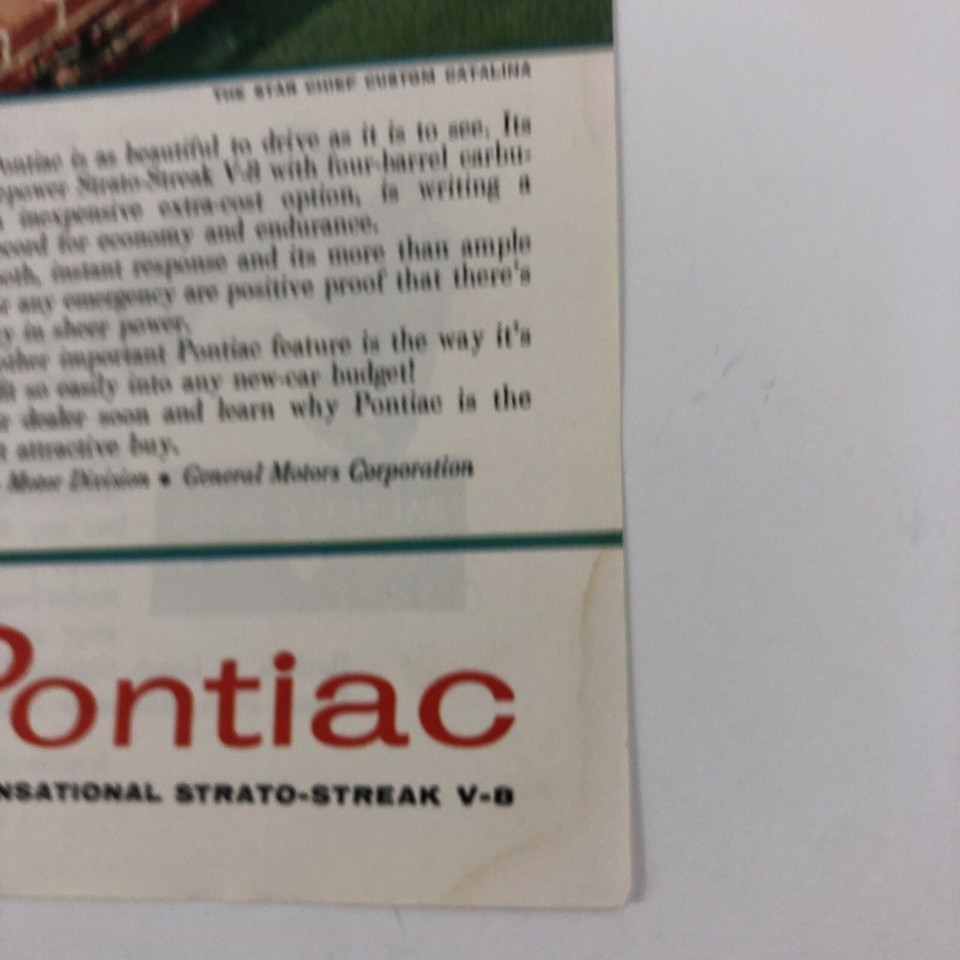 THE STAR CHIEF CUSTOM CATALINA
Pontiac is as beautiful to drive as it is to see. Its
power Strato-Streak V-8 with four-barrel carbu-
inexpensive extra-cost option, is writing a
for economy and endurance.
instant response and its more than ample
any emergency are positive proof that there's
in sheer power.
other important Pontiac feature is the way it's
so easily into any new-car budget!
dealer soon and learn why Pontiac is the
attractive buy.
Motor Division • General Motors Corporation
Pontiac
NSATIONAL STRATO-STREAK V-8